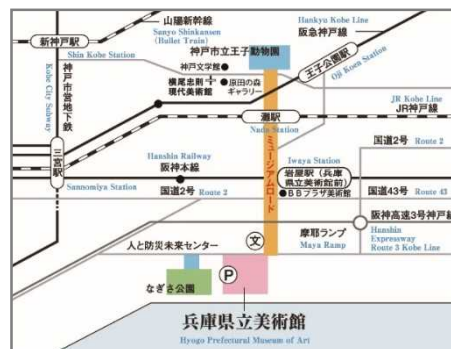 山陽新幹線
Sanyo Shinkansen
(Bullet Train)
Hankyu Kobe Line
阪急神戸線
新神戸駅
Shin Kobe Station
神戸市立王子動物園
神戸文学館
横尾忠則
現代美術館
原田の森
ギャラリー
王子公園駅
Oji Koen Station
神戸市営地下鉄
Kobe City Subway
JR Kobe Line
JR神戸線
灘駅
Nada Station
ミュージアムロード
三宮駅
Sannomiya Station
Hanshin Railway
阪神本線
Iwaya Station
岩屋駅(兵庫
県立美術館前)
国道2号 Route 2
国道2号 Route 2
BBプラザ美術館
国道43号 Route 43
阪神高速3号神戸線
Hanshin
Expressway
Route 3 Kobe Line
摩耶ランプ
Maya Ramp
人と防災未来センター
文
P
なぎさ公園
兵庫県立美術館
Hyogo Prefectural Museum of Art